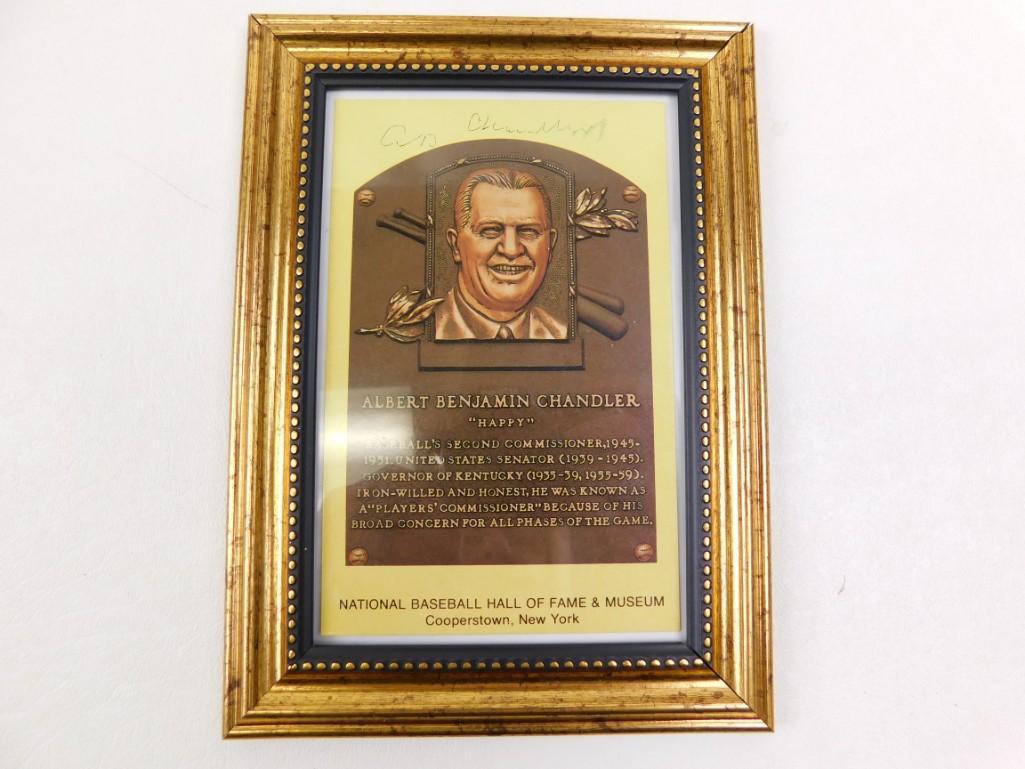 A B Chandler
ALBERT BENJAMIN CHANDLER
"HAPPY"
BASEBALL'S SECOND COMMISSIONER, 1945-
1951. UNITED STATES SENATOR (1939-1945).
GOVERNOR OF KENTUCKY (1935-39, 1955-59).
IRON-WILLED AND HONEST, HE WAS KNOWN AS
A "PLAYERS' COMMISSIONER" BECAUSE OF HIS
BROAD CONCERN FOR ALL PHASES OF THE GAME.
NATIONAL BASEBALL HALL OF FAME & MUSEUM
Cooperstown, New York